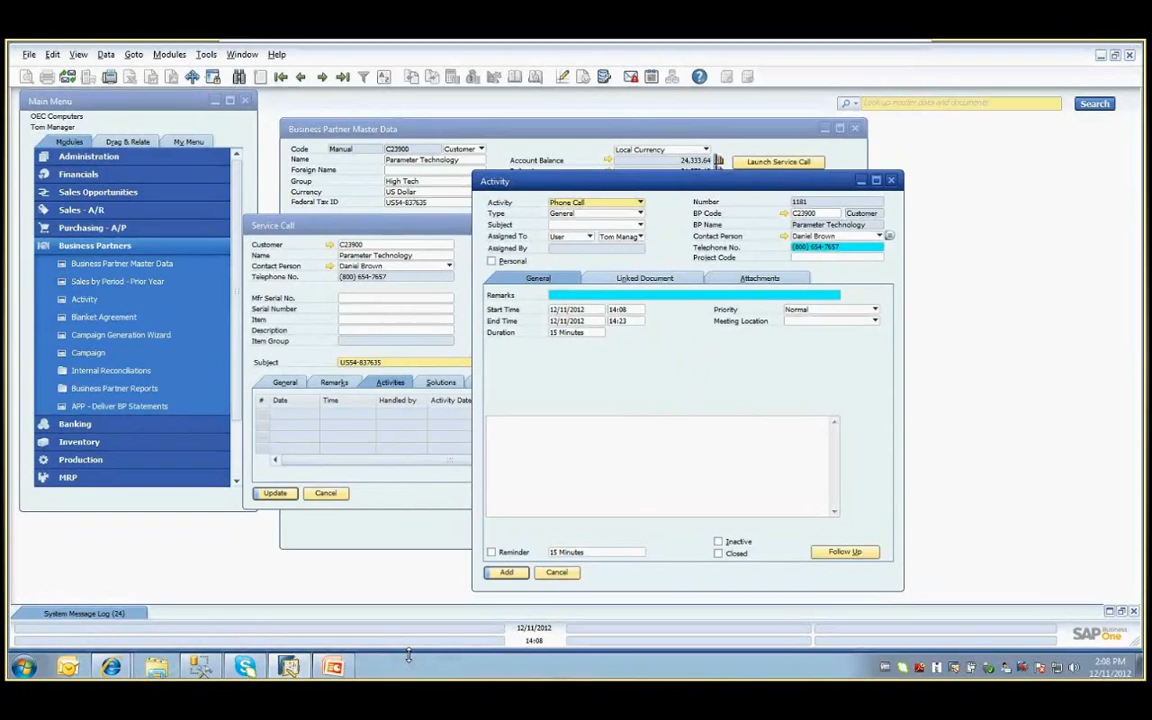 File Edit View Data Goto Modules Tools Window Help
Main Menu
OEC Computers
Tom Manager
Modules Drag & Relate My Menu
Administration
Financials
Sales Opportunities
Sales - A/R
Purchasing - A/P
Business Partners
Business Partner Master Data
Sales by Period - Prior Year
Activity
Blanket Agreement
Campaign Generation Wizard
Campaign
Internal Reconciliations
Business Partner Reports
APP - Deliver BP Statements
Banking
Inventory
Production
MRP
Look up master data and documents
Search
Business Partner Master Data
Code Manual C23900 Customer
Name Parameter Technology
Foreign Name
Group High Tech
Currency US Dollar
Federal Tax ID US54-837635
Local Currency
Account Balance 24,333.64
Launch Service Call
Service Call
Customer C23900
Name Parameter Technology
Contact Person Daniel Brown
Telephone No. (800) 654-7657
Mfr Serial No.
Serial Number
Item
Description
Item Group
Subject US54-837635
General Remarks Activities Solutions
# Date Time Handled by Activity Date
Update Cancel
Activity
Activity Phone Call
Type General
Subject
Assigned To User Tom Manag
Assigned By
Personal
Number 1181
BP Code C23900 Customer
BP Name Parameter Technology
Contact Person Daniel Brown
Telephone No. (800) 654-7657
Project Code
General Linked Document Attachments
Remarks
Start Time 12/11/2012 14:08
End Time 12/11/2012 14:23
Duration 15 Minutes
Priority Normal
Meeting Location
Reminder 15 Minutes
Inactive
Closed
Follow Up
Add Cancel
System Message Log (24)
12/11/2012
14:08
SAP Business One
2:08 PM
12/11/2012